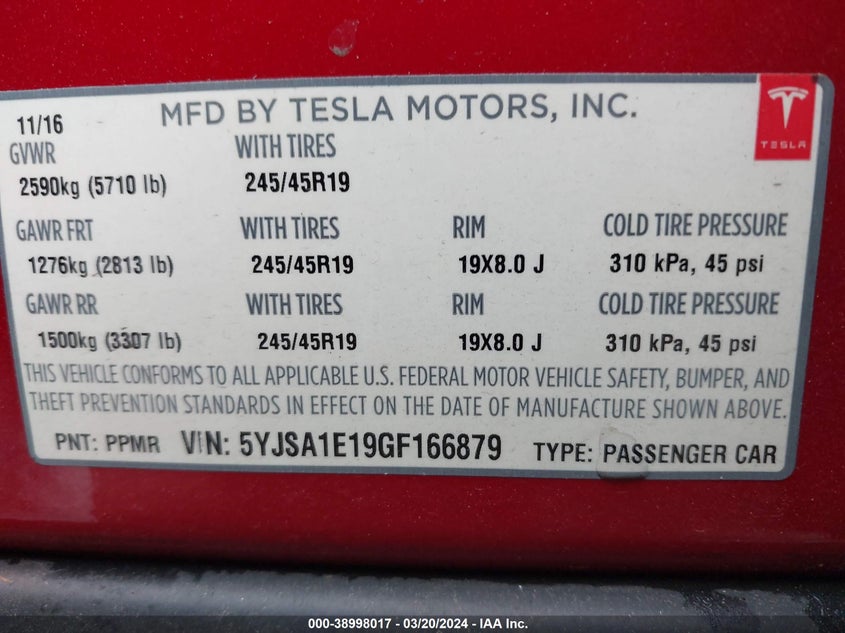 MFD BY TESLA MOTORS, INC.
TESLA
11/16
GVWR WITH TIRES
2590kg (5710 lb) 245/45R19
GAWR FRT WITH TIRES RIM COLD TIRE PRESSURE
1276kg (2813 lb) 245/45R19 19X8.0 J 310 kPa, 45 psi
GAWR RR WITH TIRES RIM COLD TIRE PRESSURE
1500kg (3307 lb) 245/45R19 19X8.0 J 310 kPa, 45 psi
THIS VEHICLE CONFORMS TO ALL APPLICABLE U.S. FEDERAL MOTOR VEHICLE SAFETY, BUMPER, AND
THEFT PREVENTION STANDARDS IN EFFECT ON THE DATE OF MANUFACTURE SHOWN ABOVE.
PNT: PPMR VIN: 5YJSA1E19GF166879 TYPE: PASSENGER CAR
000-38998017 - 03/20/2024 - IAA Inc.